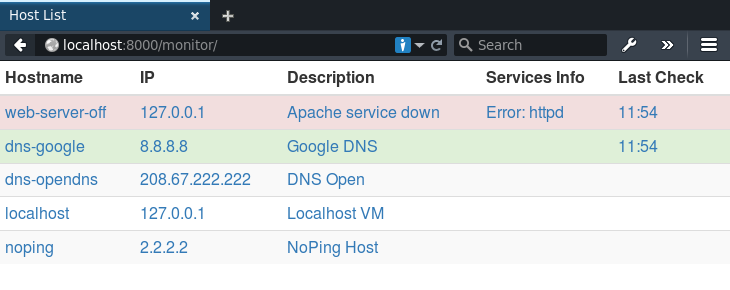 Host List
localhost:8000/monitor/ Search
Hostname IP Description Services Info Last Check
web-server-off 127.0.0.1 Apache service down Error: httpd 11:54
dns-google 8.8.8.8 Google DNS 11:54
dns-opendns 208.67.222.222 DNS Open
localhost 127.0.0.1 Localhost VM
noping 2.2.2.2 NoPing Host